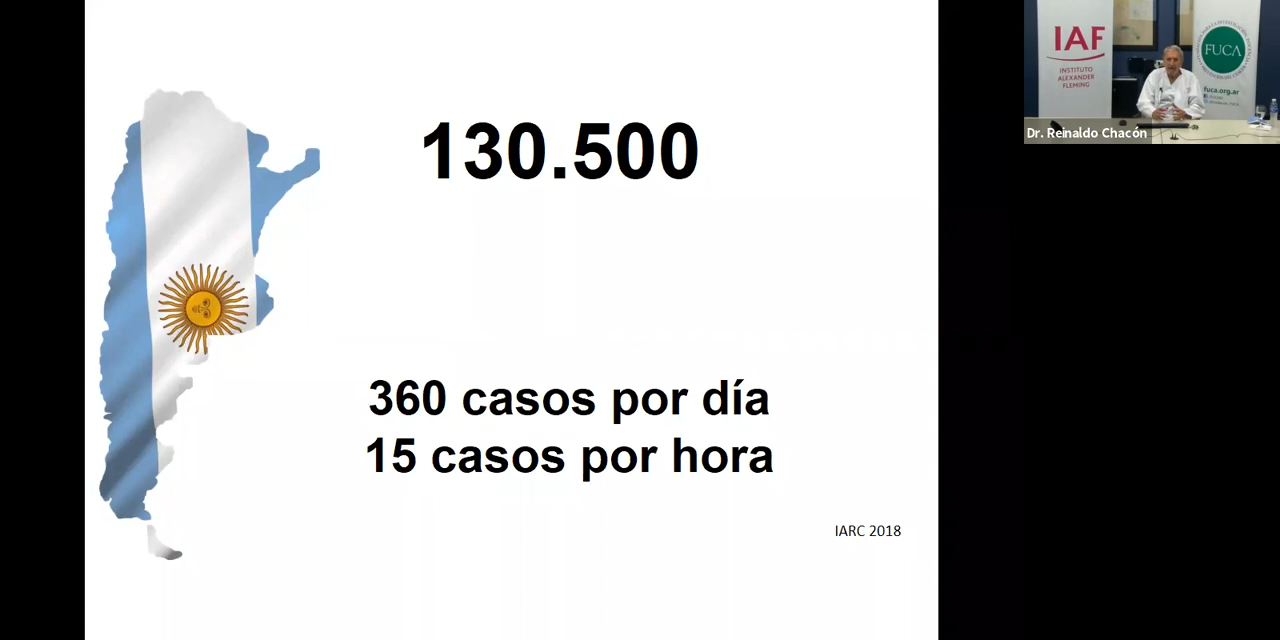 130.500
360 casos por día
15 casos por hora
IARC 2018
IAF
INSTITUTO
ALEXANDER
FLEMING
FUCA
fuca.org.ar
Dr. Reinaldo Chacón